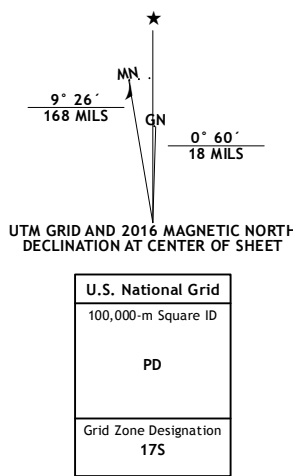 ★
MN
9° 26´
168 MILS
GN
0° 60´
18 MILS
UTM GRID AND 2016 MAGNETIC NORTH
DECLINATION AT CENTER OF SHEET
U.S. National Grid
100,000-m Square ID
PD
Grid Zone Designation
17S